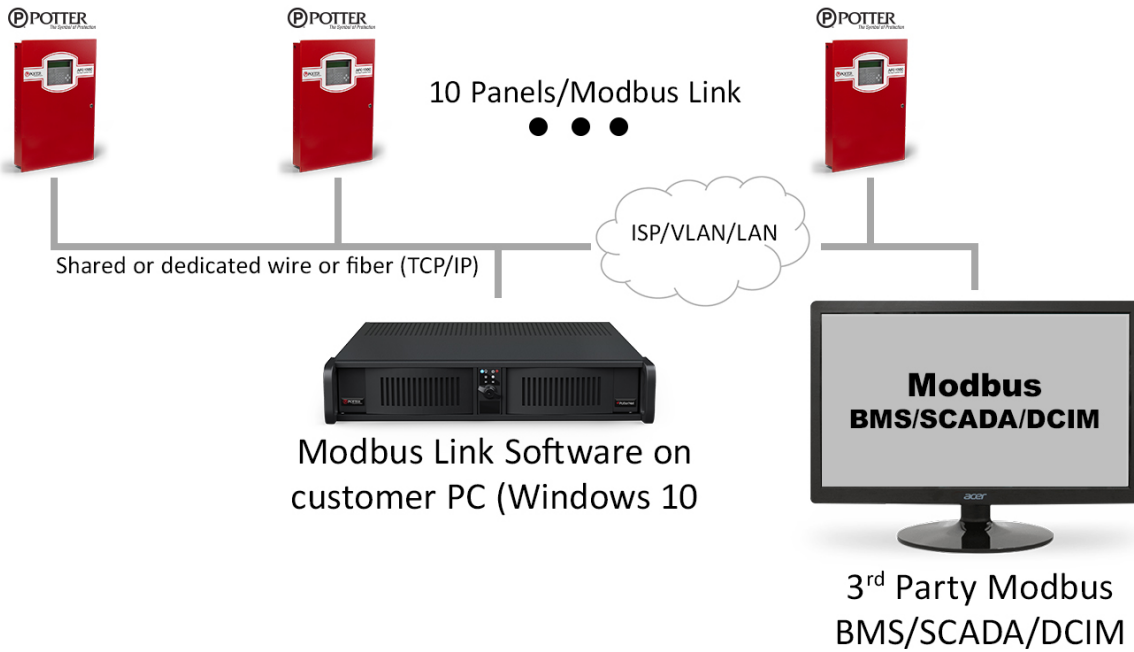 POTTER
The Symbol of Protection
POTTER
The Symbol of Protection
POTTER
The Symbol of Protection
10 Panels/Modbus Link
ISP/VLAN/LAN
Shared or dedicated wire or fiber (TCP/IP)
Modbus
BMS/SCADA/DCIM
acer
Modbus Link Software on
customer PC (Windows 10
3rd Party Modbus
BMS/SCADA/DCIM